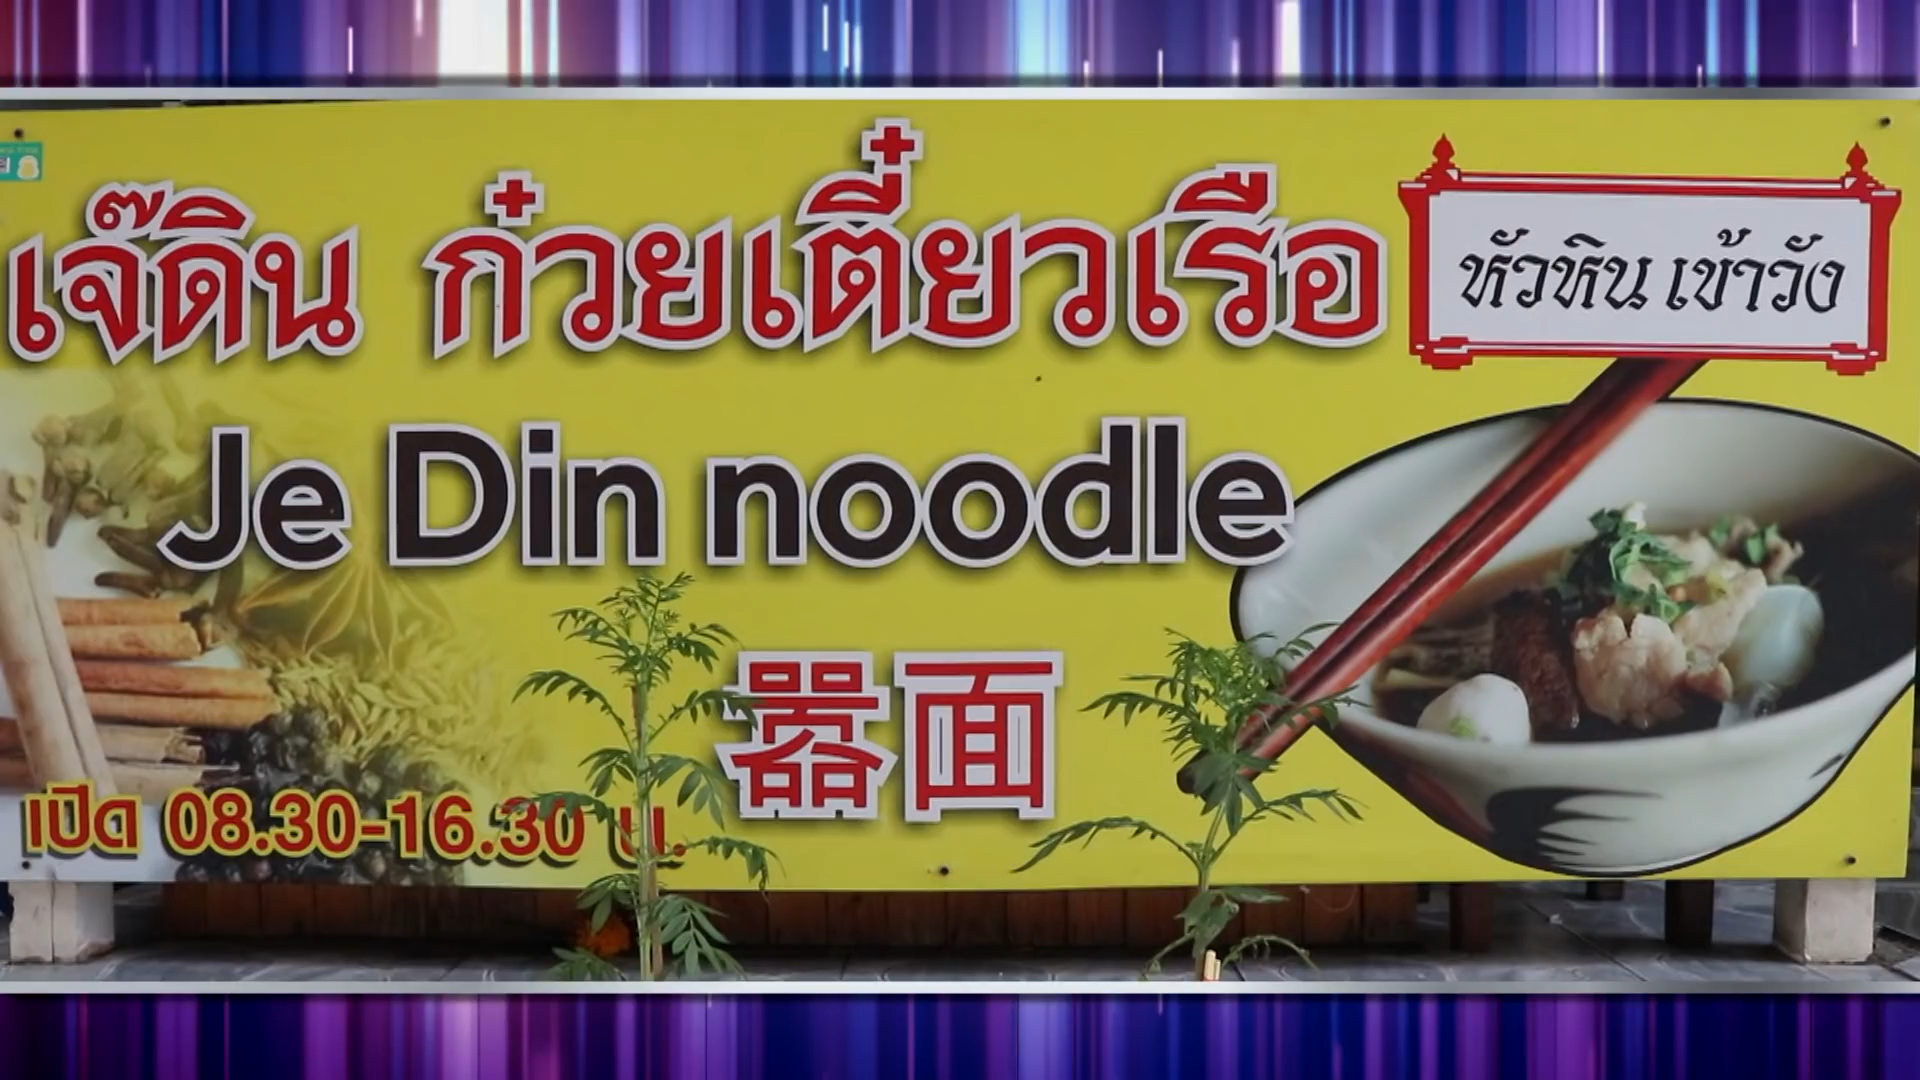 เจ๊ดิน ก๋วยเตี๋ยวเรือ
หัวหิน เข้าวัง
Je Din noodle
嚣面
เปิด 08.30-16.30 น.